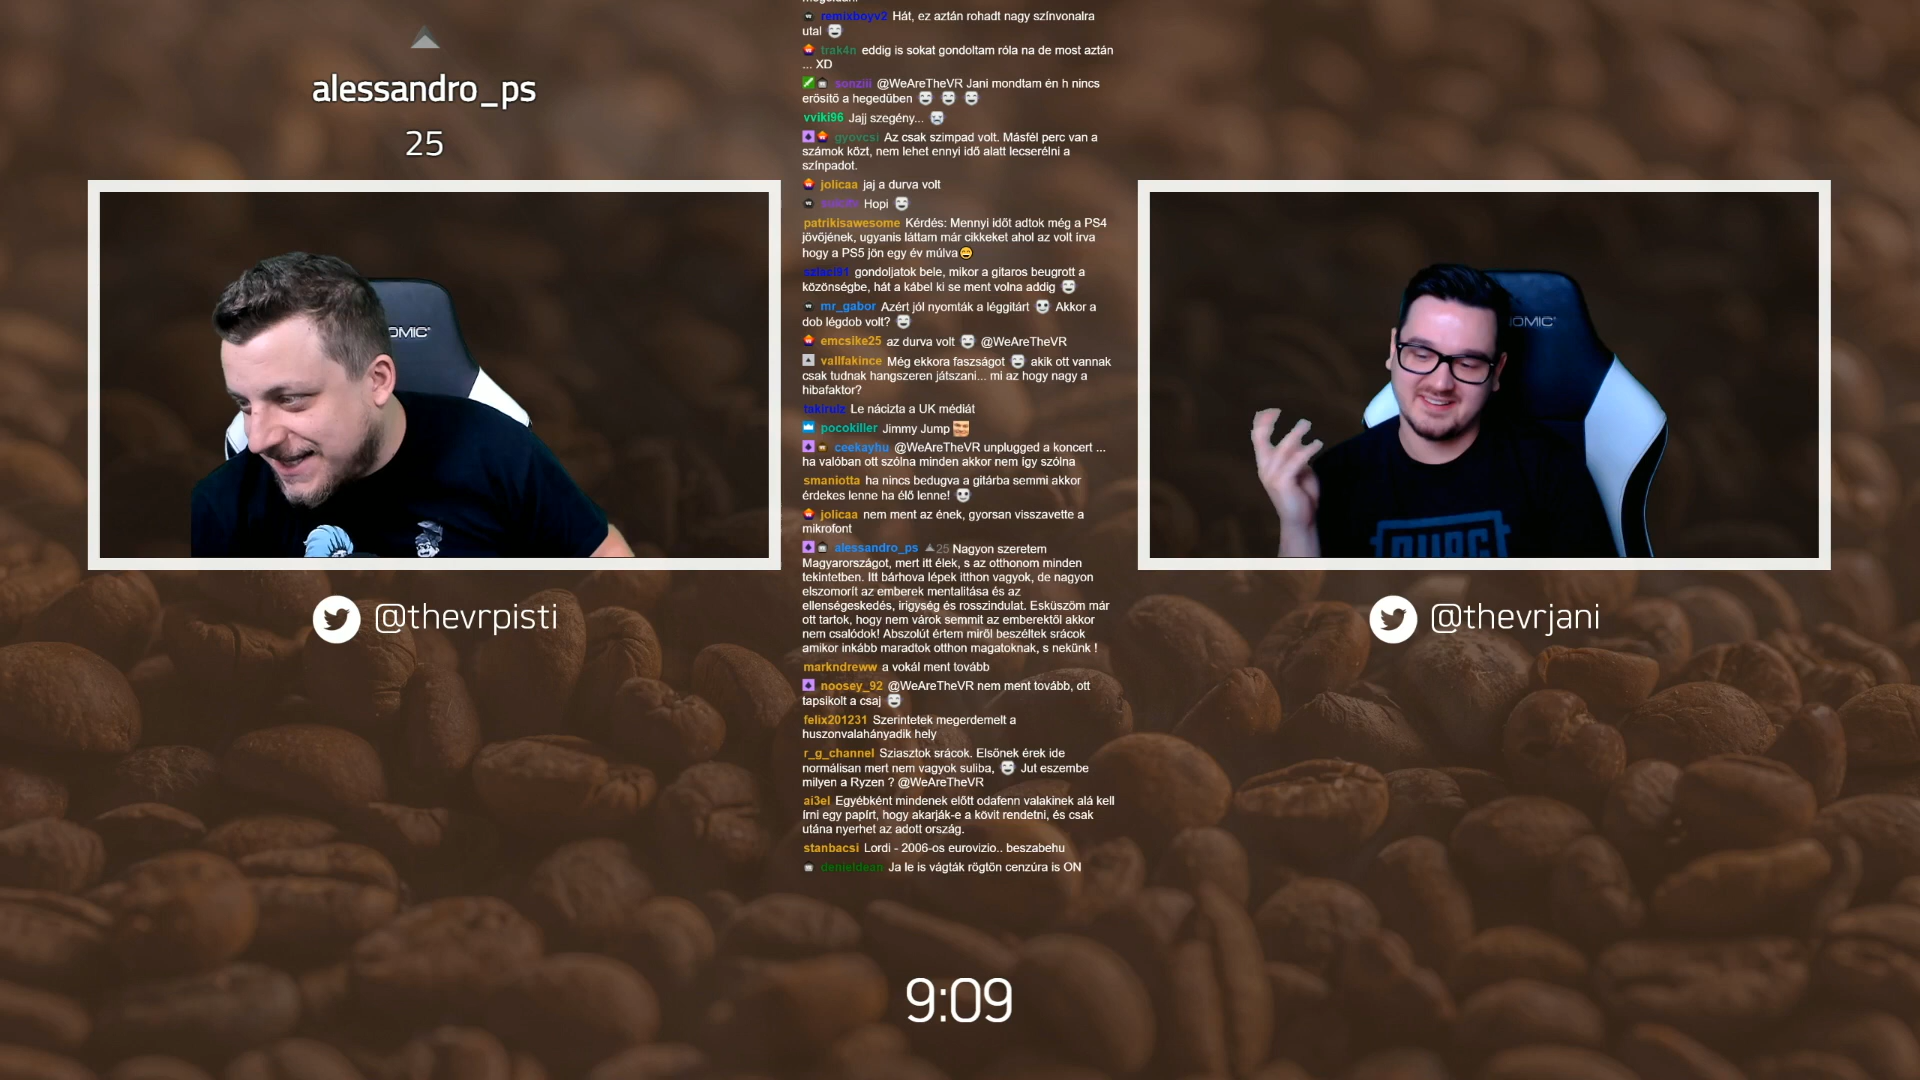 alessandro_ps
25
remixboyv2 Hát, ez aztán rohadt nagy színvonalra
utal
trak4n eddig is sokat gondoltam róla na de most aztán
... XD
sonziii @WeAreTheVR Jani mondtam én h nincs
erősítő a hegedűben
vviki96 Jajj szegény...
gyovcsi Az csak szimpad volt. Másfél perc van a
számok közt, nem lehet ennyi idő alatt lecserélni a
színpadot.
jolicaa jaj a durva volt
Hopi
patrikisawesome Kérdés: Mennyi időt adtok még a PS4
jövőjének, ugyanis láttam már cikkeket ahol az volt írva
hogy a PS5 jön egy év múlva
szlaci91 gondoljatok bele, mikor a gitaros beugrott a
közönségbe, hát a kábel ki se ment volna addig
mr_gabor Azért jól nyomták a léggitárt Akkor a
dob légdob volt?
emcsike25 az durva volt @WeAreTheVR
vallfakince Még ekkora faszságot akik ott vannak
csak tudnak hangszeren játszani... mi az hogy nagy a
hibafaktor?
takirulz Le nácizta a UK médiát
pocokiller Jimmy Jump
ceekayhu @WeAreTheVR unplugged a koncert ...
ha valóban ott szólna minden akkor nem így szólna
smaniotta ha nincs bedugva a gitárba semmi akkor
érdekes lenne ha élő lenne!
jolicaa nem ment az ének, gyorsan visszavette a
mikrofont
alessandro_ps 25 Nagyon szeretem
Magyarországot, mert itt élek, s az otthonom minden
tekintetben. Itt bárhova lépek itthon vagyok, de nagyon
elszomorít az emberek mentalitása és az
ellenségeskedés, irigység és rosszindulat. Esküszöm már
ott tartok, hogy nem várok semmit az emberektől akkor
nem csalódok! Abszolút értem miről beszéltek srácok
amikor inkább maradtok otthon magatoknak, s nekünk !
markndreww a vokál ment tovább
noosey_92 @WeAreTheVR nem ment tovább, ott
tapsikolt a csaj
felix201231 Szerintetek megerdemelt a
huszonvalahányadik hely
r_g_channel Sziasztok srácok. Elsőnek érek ide
normálisan mert nem vagyok suliba, Jut eszembe
milyen a Ryzen ? @WeAreTheVR
ai3el Egyébként mindenek előtt odafenn valakinek alá kell
írni egy papírt, hogy akarják-e a kövit rendetni, és csak
utána nyerhet az adott ország.
stanbacsi Lordi - 2006-os eurovizio.. beszabehu
denieldean Ja le is vágták rögtön cenzúra is ON
OMIC
NOMIC
PUBG
@thevrpisti
@thevrjani
9:09